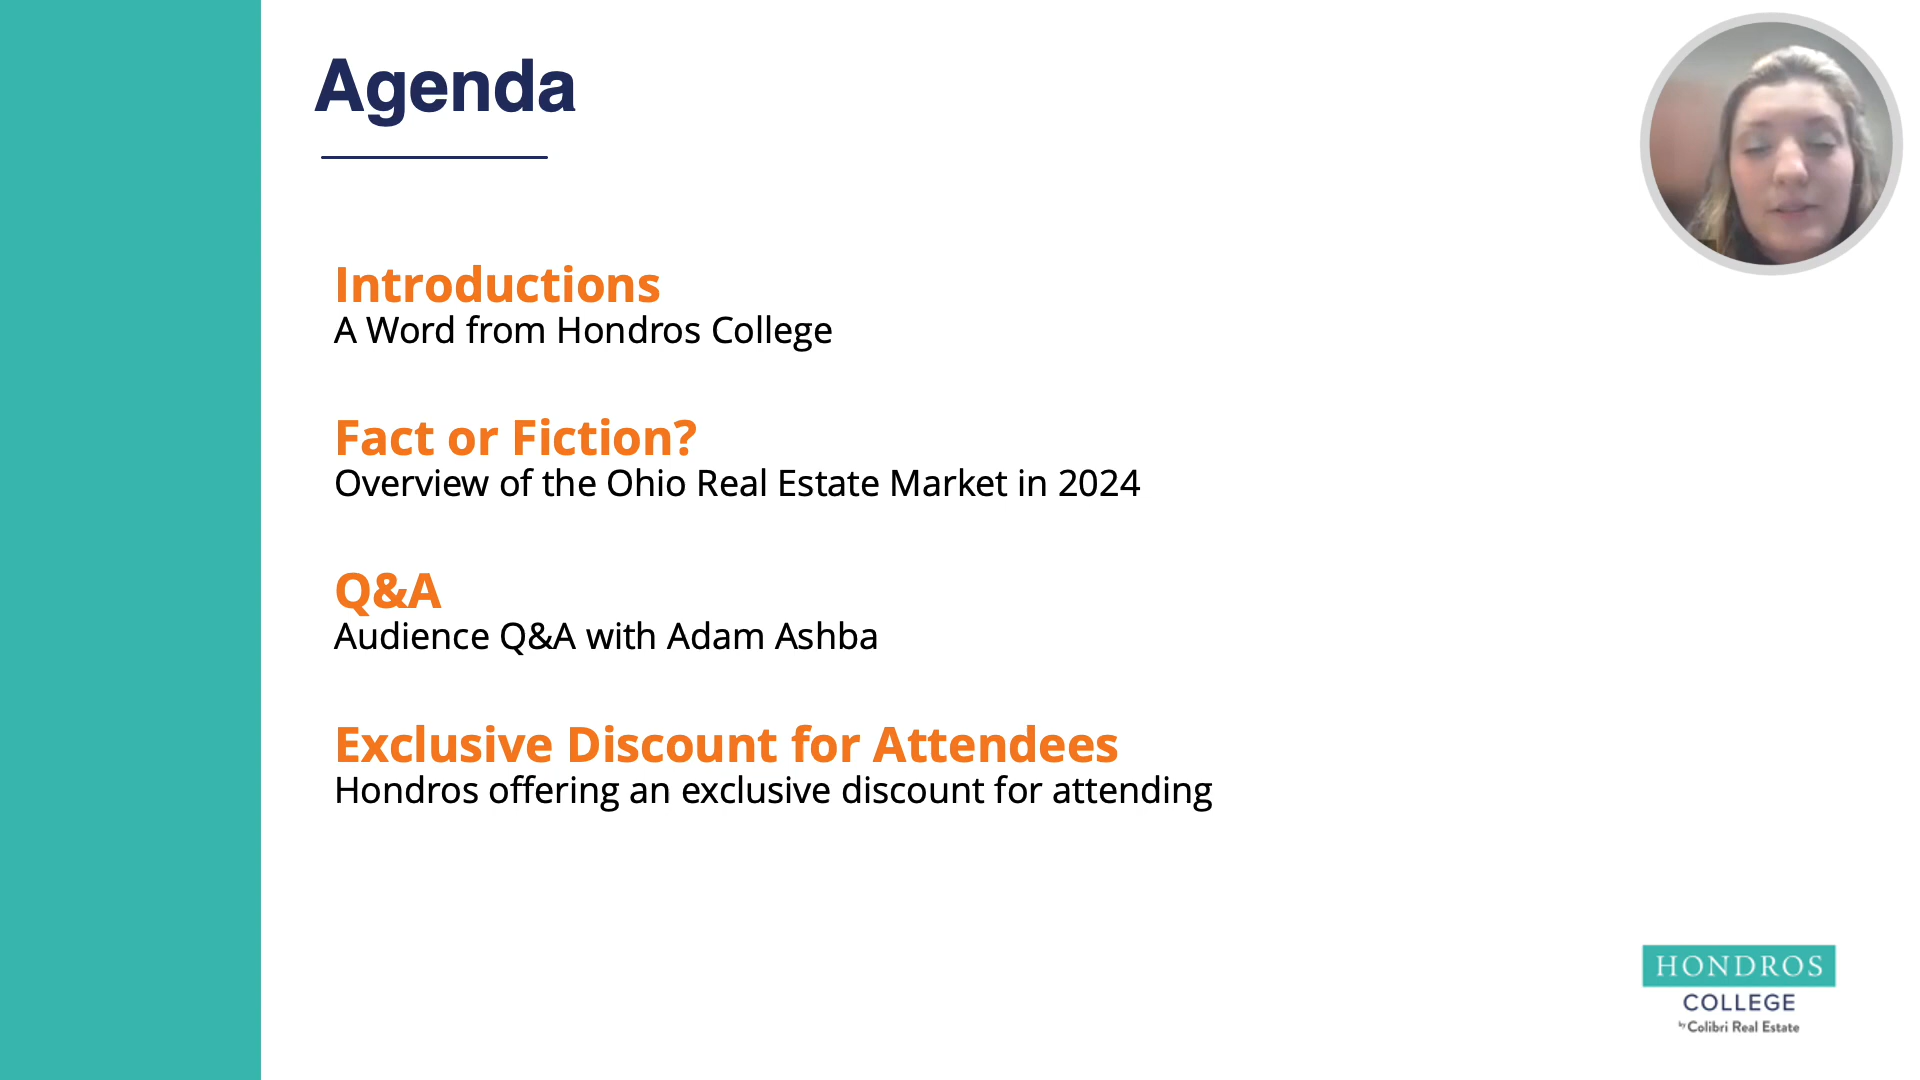 Agenda
Introductions
A Word from Hondros College
Fact or Fiction?
Overview of the Ohio Real Estate Market in 2024
Q&A
Audience Q&A with Adam Ashba
Exclusive Discount for Attendees
Hondros offering an exclusive discount for attending
HONDROS
COLLEGE
by Colibri Real Estate